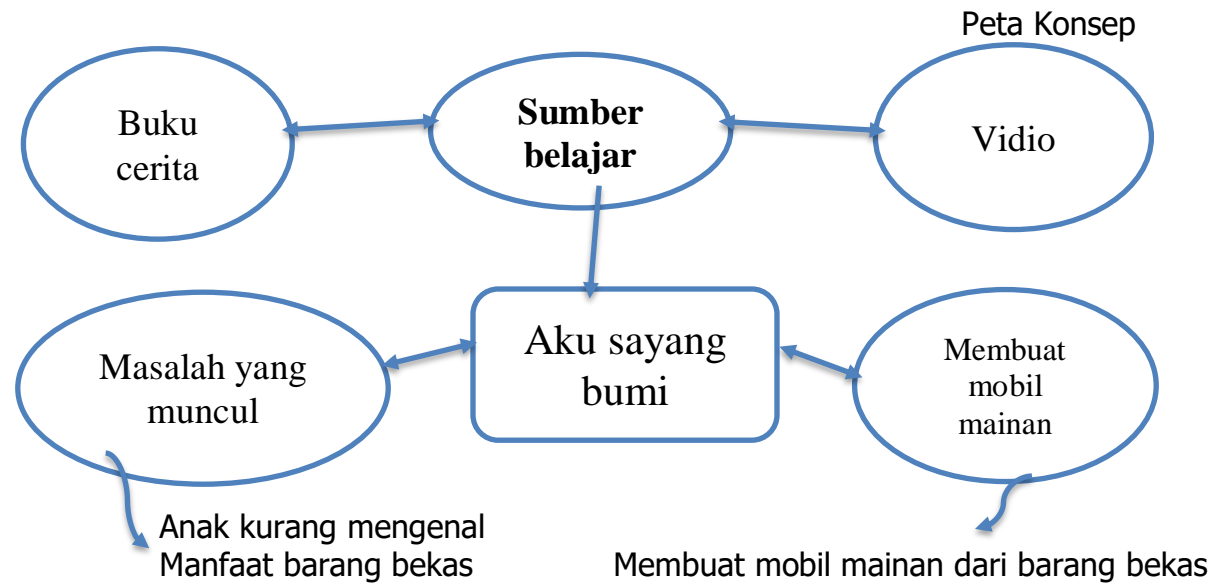 Peta Konsep
Buku
cerita
Sumber
belajar
Vidio
Masalah yang
muncul
Aku sayang
bumi
Membuat
mobil
mainan
Anak kurang mengenal
Manfaat barang bekas
Membuat mobil mainan dari barang bekas